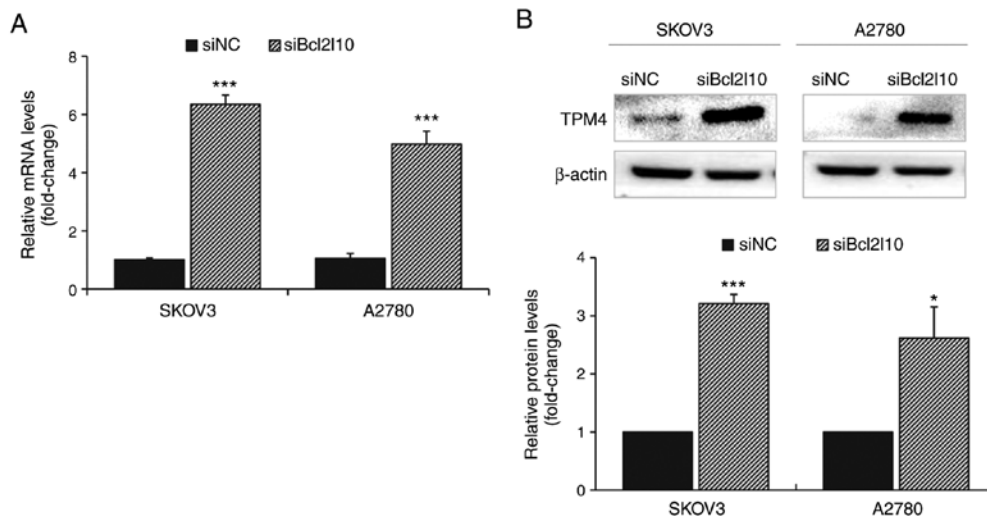 A
siNC siBcl2l10
Relative mRNA levels
(fold-change)
8
6
4
2
0
***
***
SKOV3 A2780
B
SKOV3 A2780
siNC siBcl2l10 siNC siBcl2l10
TPM4
β-actin
siNC siBcl2l10
Relative protein levels
(fold-change)
4
3
2
1
0
***
*
SKOV3 A2780